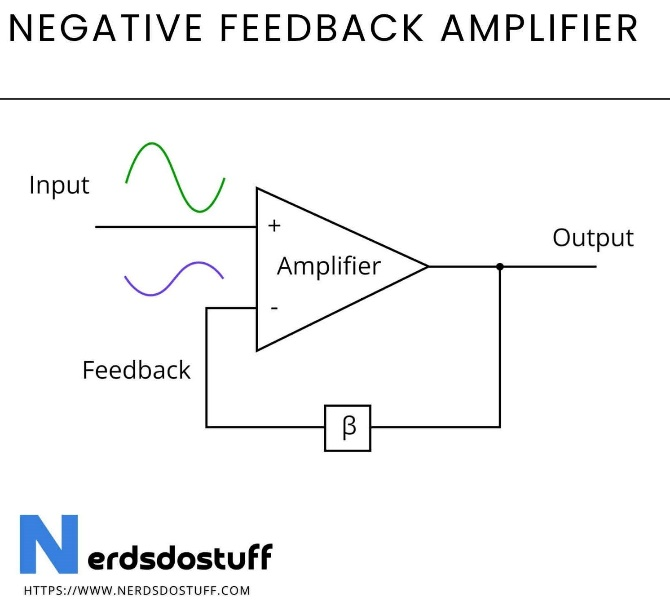 NEGATIVE FEEDBACK AMPLIFIER
Input
+
Amplifier
Output
-
Feedback
β
Nerdsdostuff
HTTPS://WWW.NERDSDOSTUFF.COM